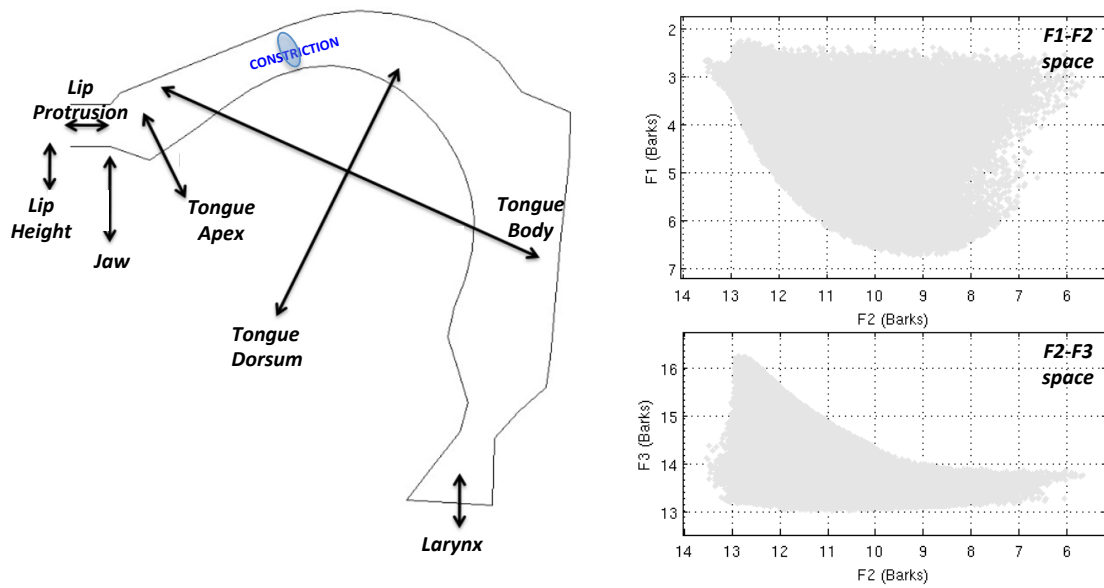 CONSTRICTION
Lip
Protrusion
Lip
Height
Jaw
Tongue
Apex
Tongue
Body
Tongue
Dorsum
Larynx
F1-F2
space
2
3
4
5
6
7
F1 (Barks)
14 13 12 11 10 9 8 7 6
F2 (Barks)
F2-F3
space
16
15
14
13
F3 (Barks)
14 13 12 11 10 9 8 7 6
F2 (Barks)